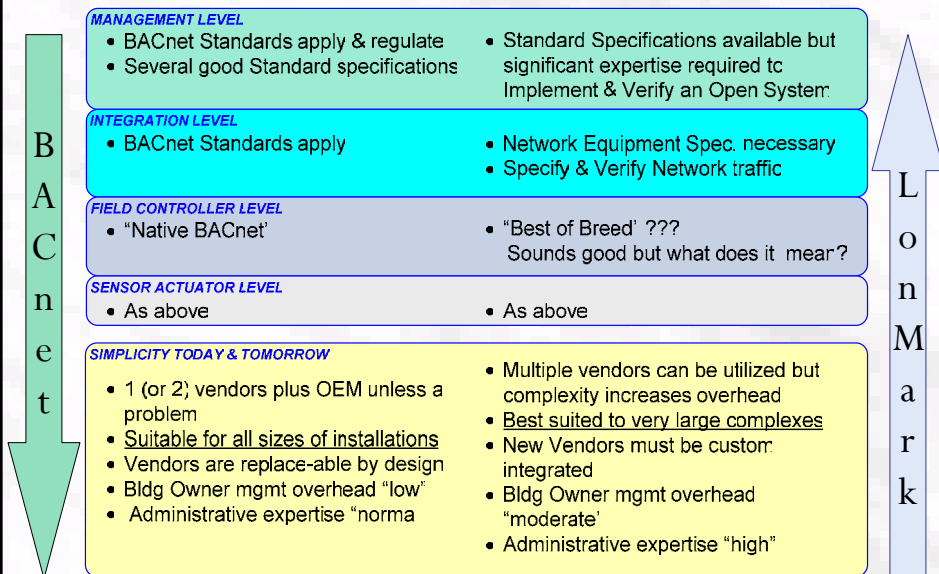 BACnet
MANAGEMENT LEVEL
• BACnet Standards apply & regulate
• Several good Standard specifications
• Standard Specifications available but
significant expertise required to
Implement & Verify an Open System
INTEGRATION LEVEL
• BACnet Standards apply
• Network Equipment Spec. necessary
• Specify & Verify Network traffic
FIELD CONTROLLER LEVEL
• “Native BACnet’
• “Best of Breed’ ???
Sounds good but what does it mean?
SENSOR ACTUATOR LEVEL
• As above
• As above
SIMPLICITY TODAY & TOMORROW
• 1 (or 2) vendors plus OEM unless a
problem
• Suitable for all sizes of installations
• Vendors are replace-able by design
• Bldg Owner mgmt overhead “low”
• Administrative expertise “norma
• Multiple vendors can be utilized but
complexity increases overhead
• Best suited to very large complexes
• New Vendors must be custom
integrated
• Bldg Owner mgmt overhead
“moderate’
• Administrative expertise “high”
LonMark